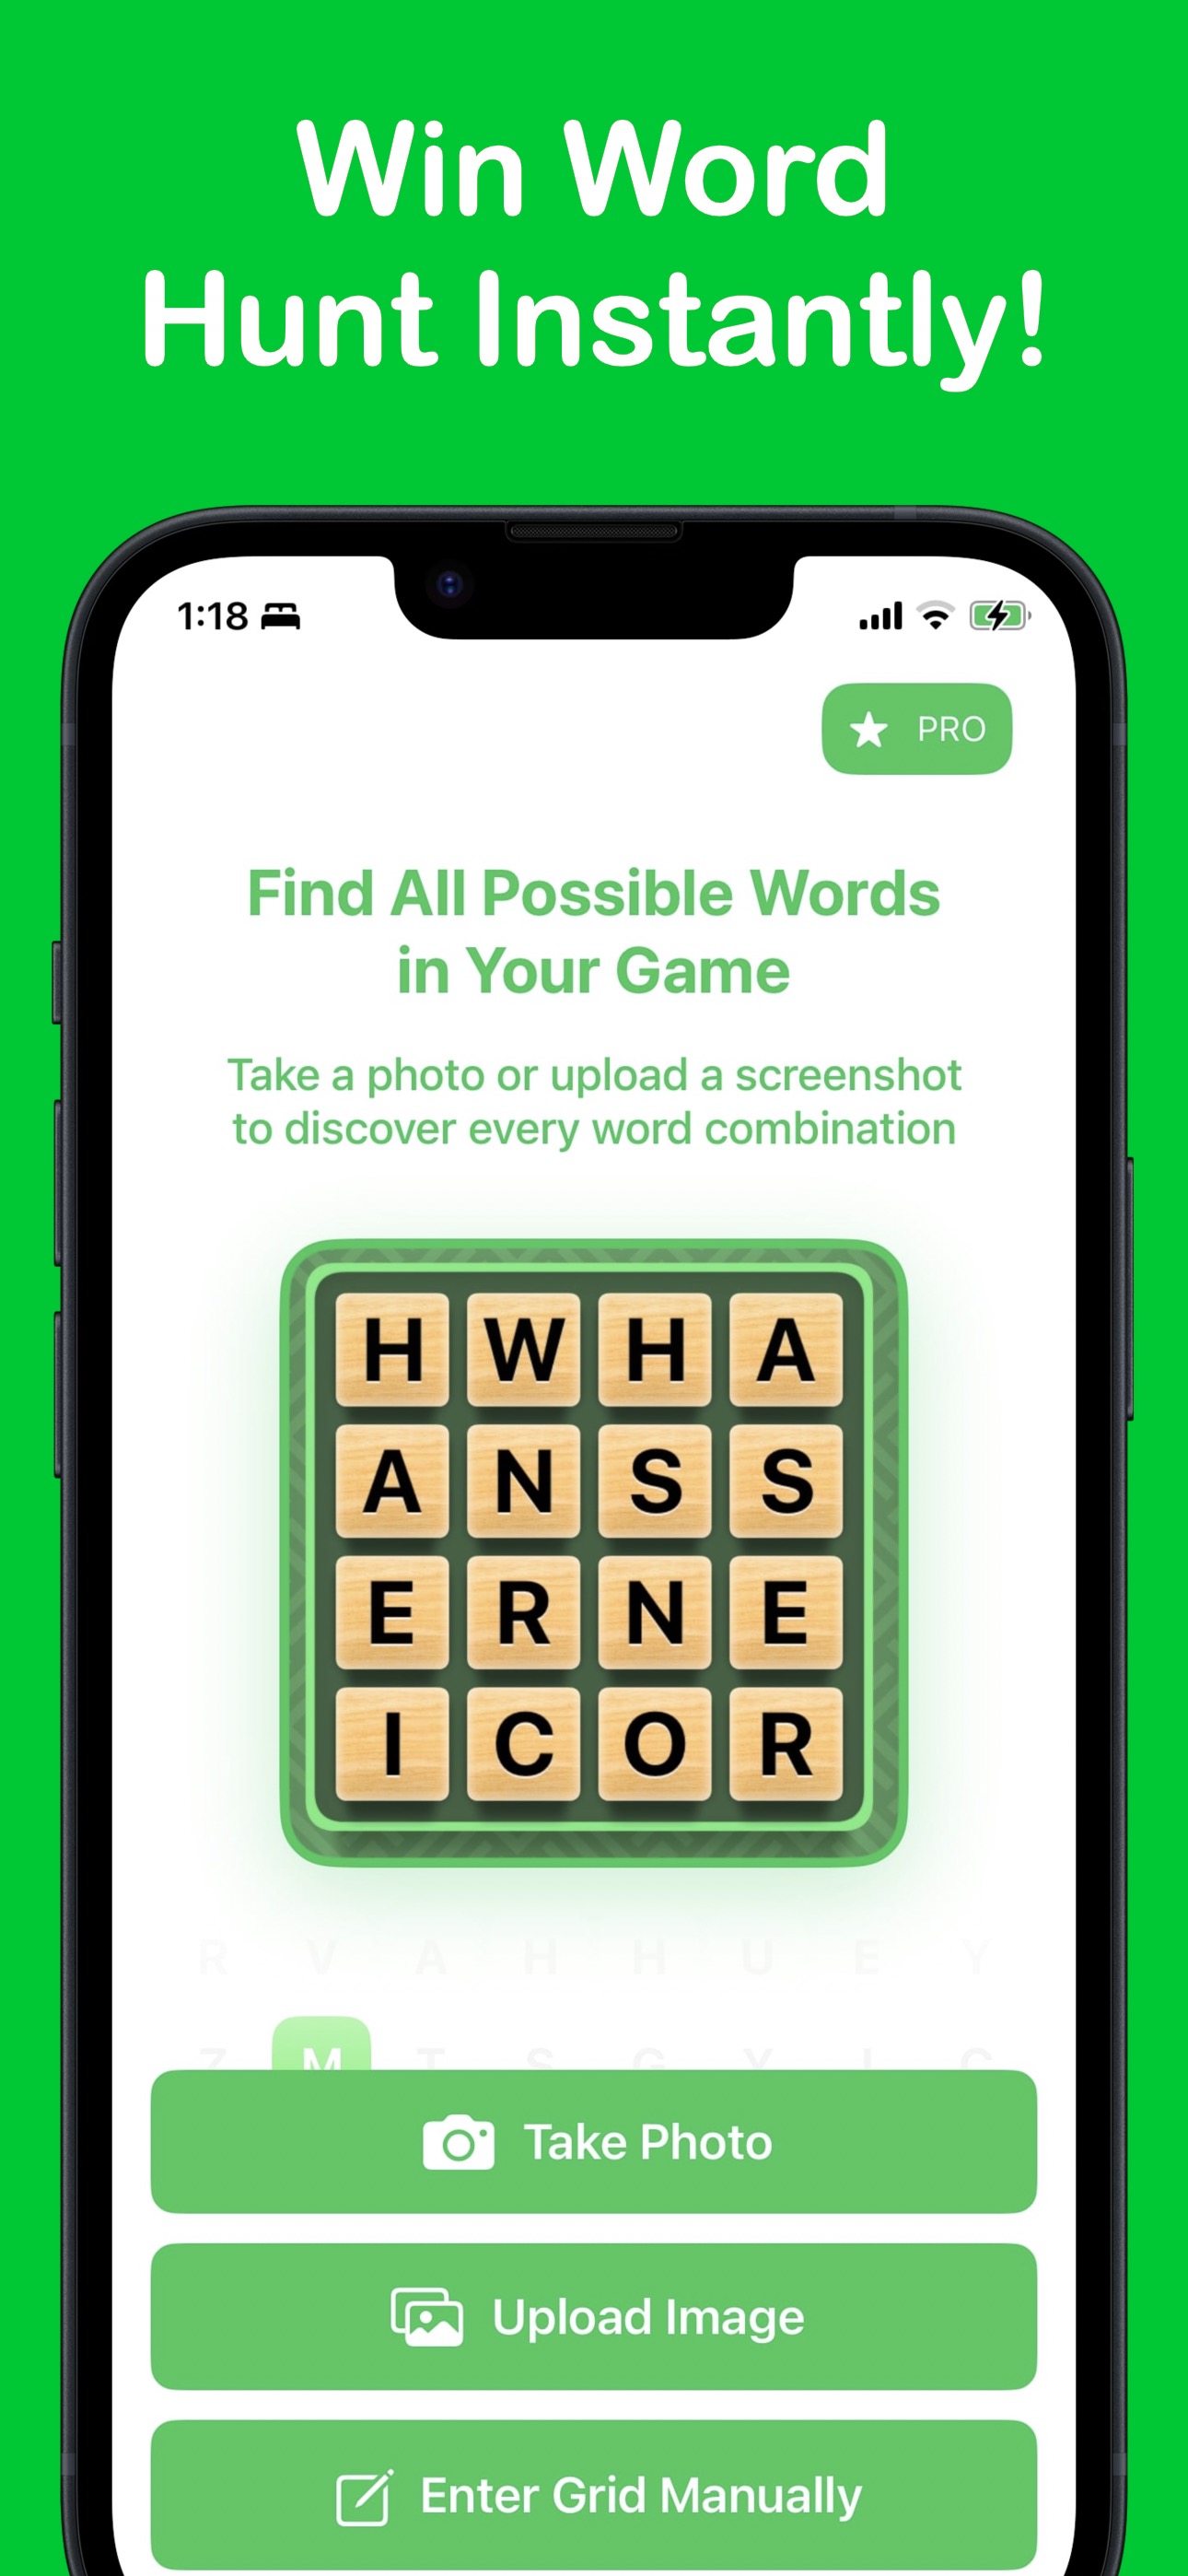 Win Word
Hunt Instantly!
1:18
PRO
Find All Possible Words
in Your Game
Take a photo or upload a screenshot
to discover every word combination
H W H A
A N S S
E R N E
I C O R
R V A H H U E Y
Z M T S G Y L C
Take Photo
Upload Image
Enter Grid Manually